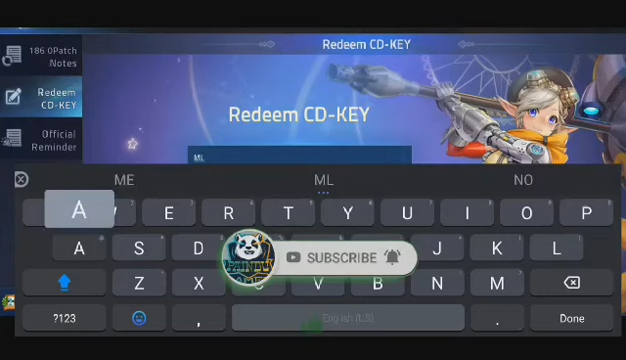 Redeem CD-KEY
186.0Patch
Notes
Redeem
CD-KEY
Official
Reminder
Redeem CD-KEY
ML
ME ML NO
A E R T Y U I O P
A S D J K L
SUBSCRIBE
Z X V B N M
?123 , English (US) . Done